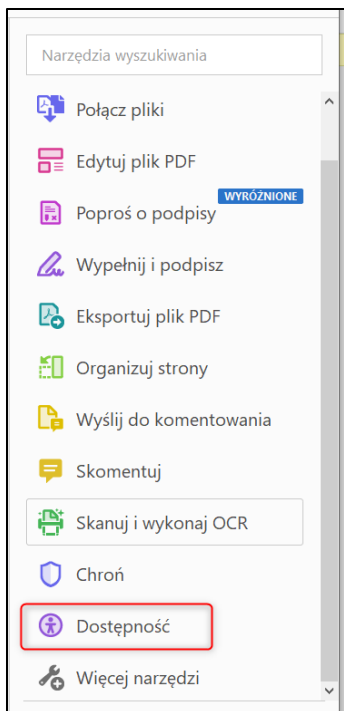 Narzędzia wyszukiwania
Połącz pliki
Edytuj plik PDF
WYRÓŻNIONE
Poproś o podpisy
Wypełnij i podpisz
Eksportuj plik PDF
Organizuj strony
Wyślij do komentowania
Skomentuj
Skanuj i wykonaj OCR
Chroń
Dostępność
Więcej narzędzi